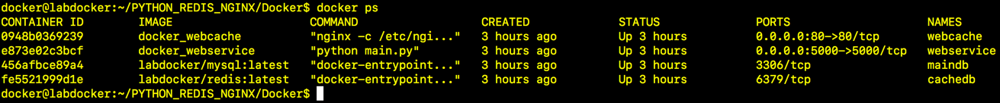 docker@labdocker:~/PYTHON_REDIS_NGINX/Docker$ docker ps
CONTAINER ID IMAGE COMMAND CREATED STATUS PORTS NAMES
0948b0369239 docker_webcache "nginx -c /etc/ngi..." 3 hours ago Up 3 hours 0.0.0.0:80->80/tcp webcache
e873e02c3bcf docker_webservice "python main.py" 3 hours ago Up 3 hours 0.0.0.0:5000->5000/tcp webservice
456afbce89a4 labdocker/mysql:latest "docker-entrypoint..." 3 hours ago Up 3 hours 3306/tcp maindb
fe5521999d1e labdocker/redis:latest "docker-entrypoint..." 3 hours ago Up 3 hours 6379/tcp cachedb
docker@labdocker:~/PYTHON_REDIS_NGINX/Docker$